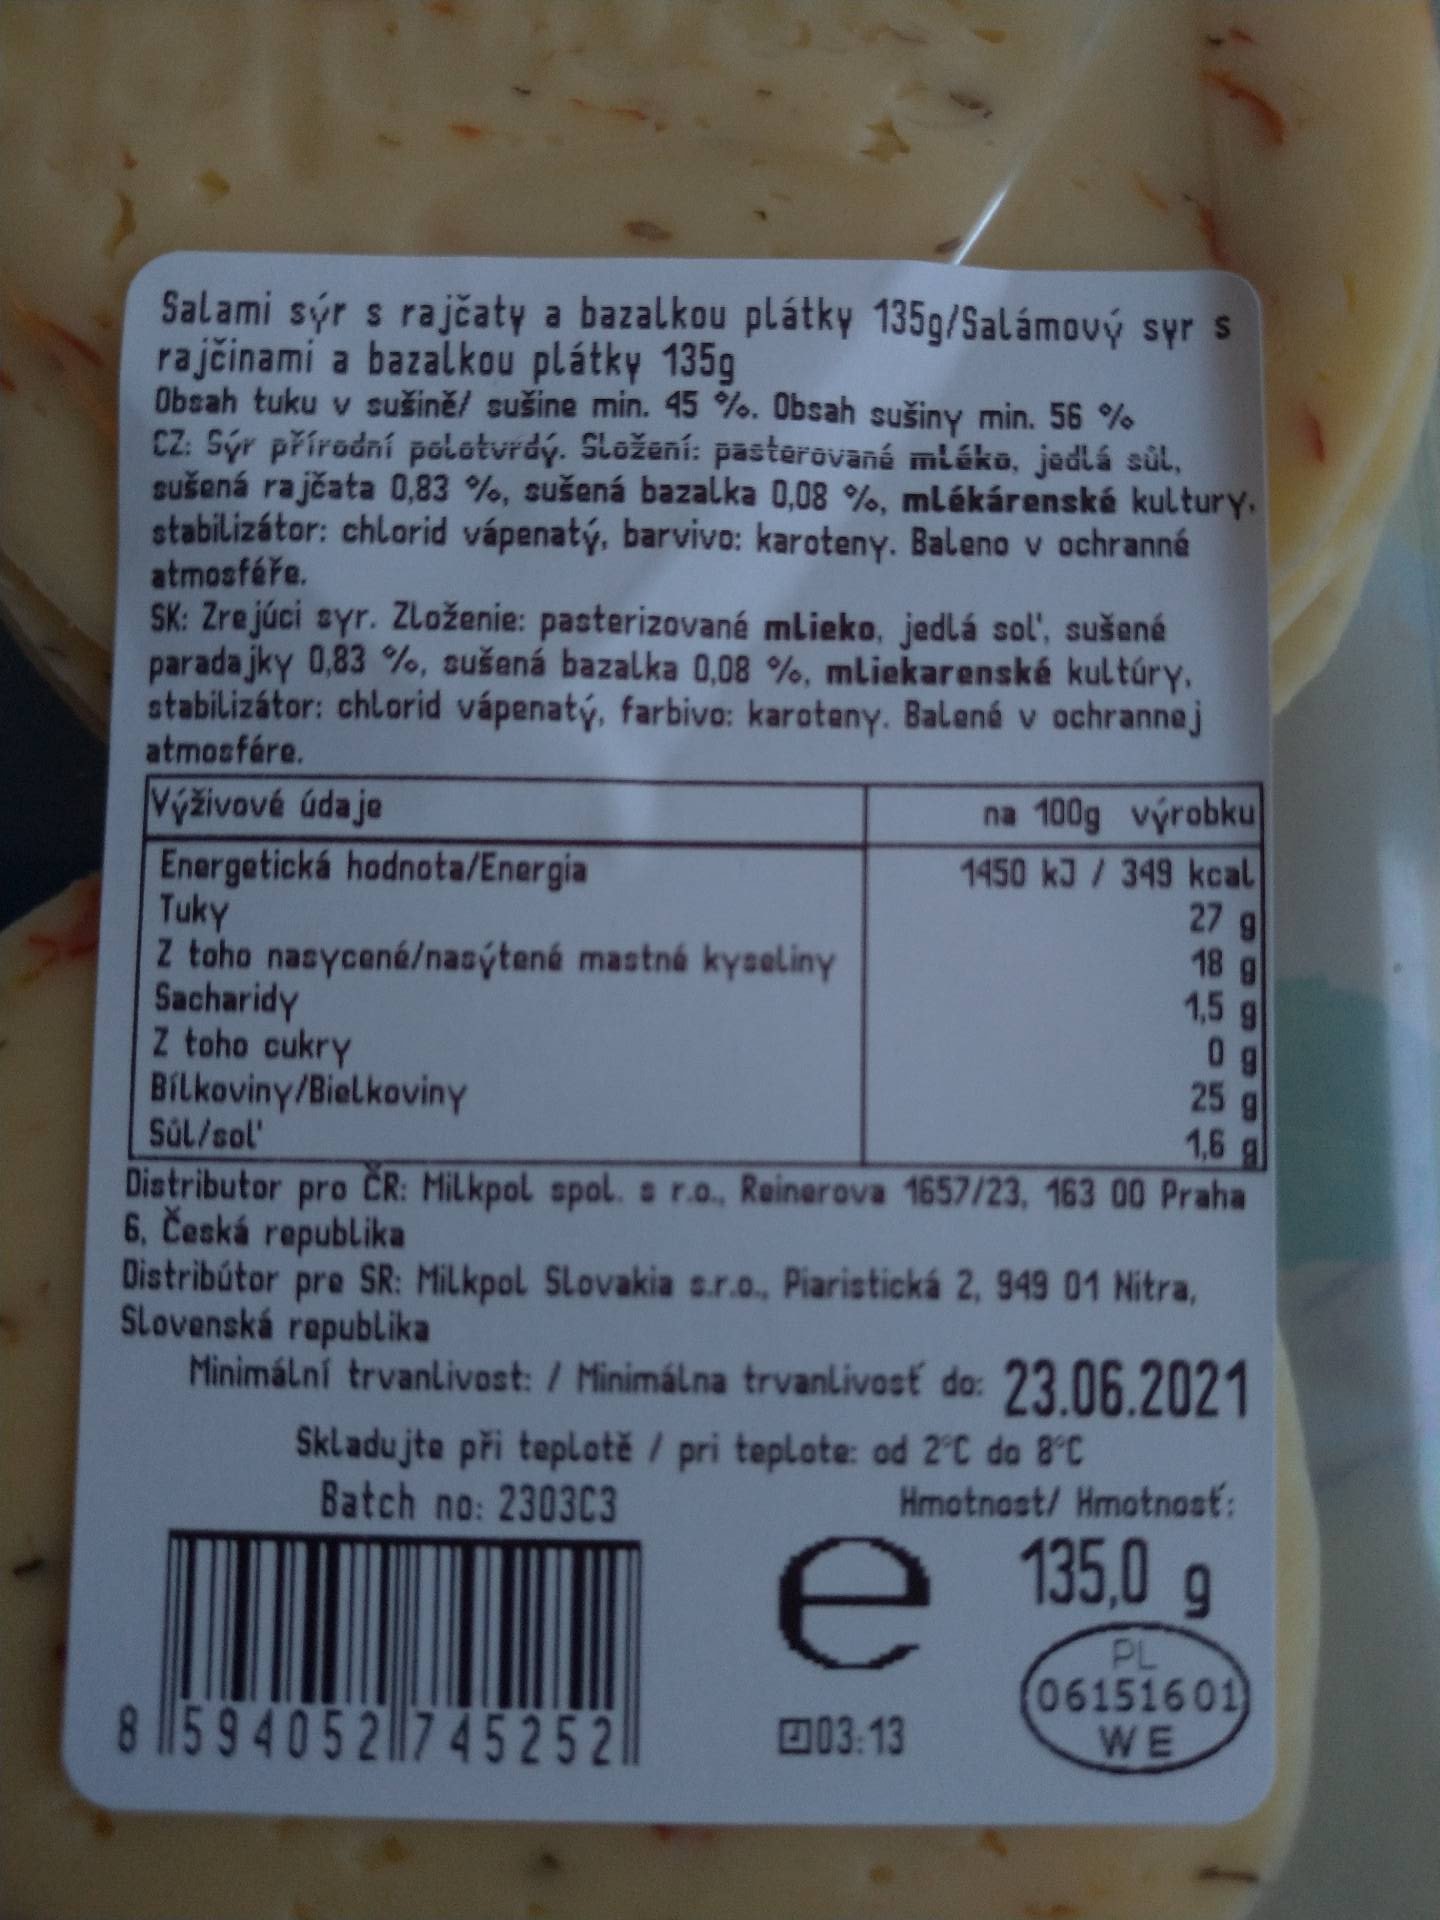 Salami sýr s rajčaty a bazalkou plátky 135g/Salámový syr s
rajčinami a bazalkou plátky 135g
Obsah tuku v sušině/ sušine min. 45 %. Obsah sušiny min. 56 %
CZ: Sýr přírodní polotvrdý. Složení: pasterované mléko, jedlá sůl,
sušená rajčata 0,83 %, sušená bazalka 0,08 %, mlékárenské kultury,
stabilizátor: chlorid vápenatý, barvivo: karoteny. Baleno v ochranné
atmosféře.
SK: Zrejúci syr. Zloženie: pasterizované mlieko, jedlá soľ, sušené
paradajky 0,83 %, sušená bazalka 0,08 %, mliekarenské kultúry,
stabilizátor: chlorid vápenatý, farbivo: karoteny. Balené v ochrannej
atmosfére.
Výživové údaje na 100g výrobku
Energetická hodnota/Energia 1450 kJ / 349 kcal
Tuky 27 g
Z toho nasycené/nasýtené mastné kyseliny 18 g
Sacharidy 1,5 g
Z toho cukry 0 g
Bílkoviny/Bielkoviny 25 g
Sůl/soľ 1,6 g
Distributor pro ČR: Milkpol spol. s r.o., Reinerova 1657/23, 163 00 Praha
6, Česká republika
Distribútor pre SR: Milkpol Slovakia s.r.o., Piaristická 2, 949 01 Nitra,
Slovenská republika
Minimální trvanlivost: / Minimálna trvanlivosť do: 23.06.2021
Skladujte při teplotě / pri teplote: od 2°C do 8°C
Batch no: 2303C3 Hmotnost/ Hmotnosť:
e 135,0 g
PL
06151601
WE
03:13
8 594052 745252